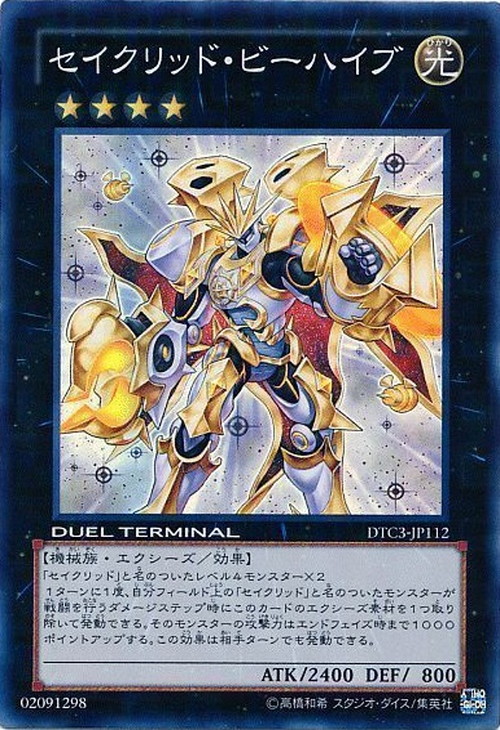 セイクリッド・ビーハイブ
ひかり
光
DUEL TERMINAL
DTC3-JP112
【機械族・エクシーズ/効果】
「セイクリッド」と名のついたレベル4モンスター×2
1ターンに1度、自分フィールド上の「セイクリッド」と名のついたモンスターが
戦闘を行うダメージステップ時にこのカードのエクシーズ素材を1つ取り
除いて発動できる。そのモンスターの攻撃力はエンドフェイズ時まで1000
ポイントアップする。この効果は相手ターンでも発動できる。
ATK/2400 DEF/ 800
02091298
©高橋和希 スタジオ・ダイス/集英社